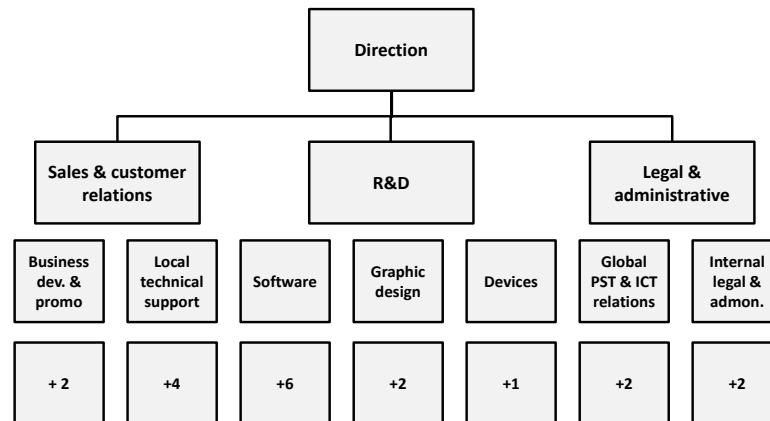 Direction
Sales & customer
relations
R&D
Legal &
administrative
Business
dev. &
promo
Local
technical
support
Software
Graphic
design
Devices
Global
PST & ICT
relations
Internal
legal &
admon.
+ 2
+4
+6
+2
+1
+2
+2